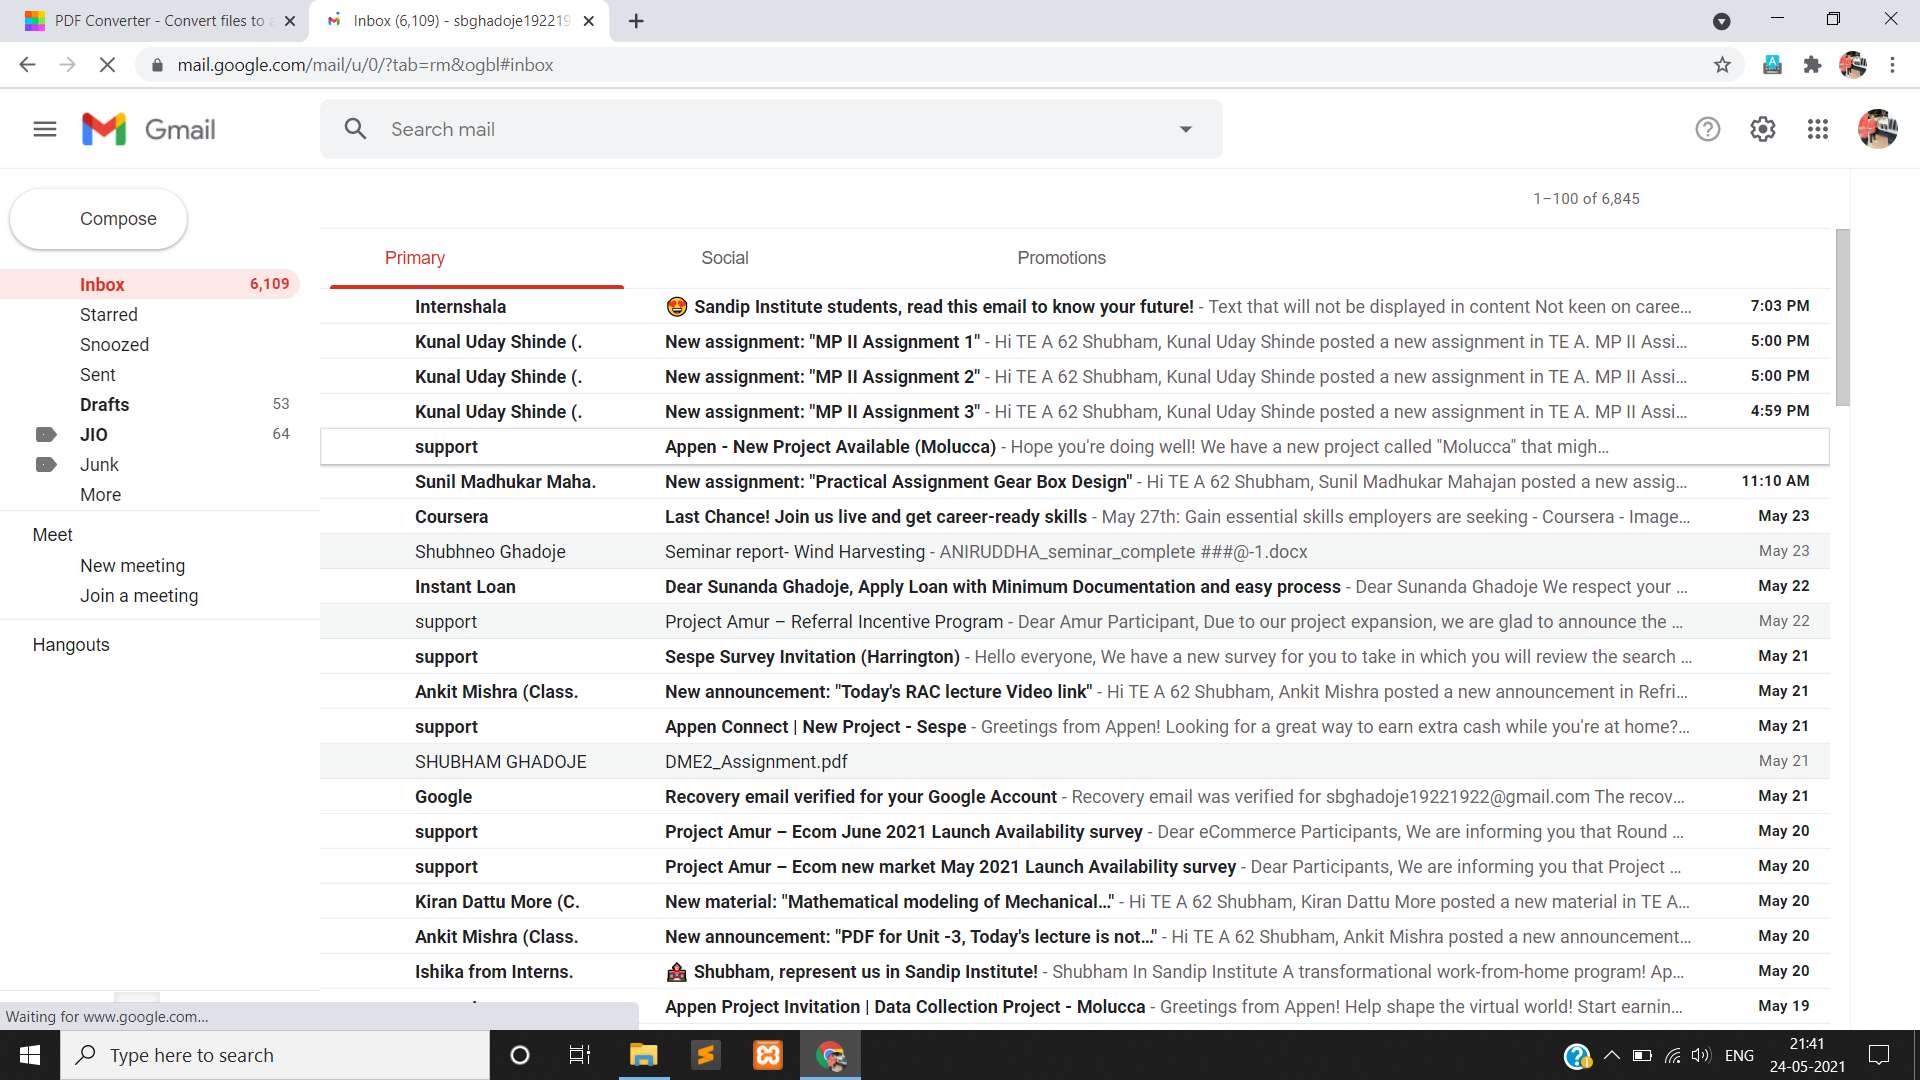 PDF Converter - Convert files to a
Inbox (6,109) - sbghadoje192219
mail.google.com/mail/u/0/?tab=rm&ogbl#inbox
Gmail
Search mail
Compose
1–100 of 6,845
Primary
Social
Promotions
Inbox 6,109
Starred
Snoozed
Sent
Drafts 53
JIO 64
Junk
More
Meet
New meeting
Join a meeting
Hangouts
Internshala 😍 Sandip Institute students, read this email to know your future! - Text that will not be displayed in content Not keen on caree... 7:03 PM
Kunal Uday Shinde (. New assignment: "MP II Assignment 1" - Hi TE A 62 Shubham, Kunal Uday Shinde posted a new assignment in TE A. MP II Assi... 5:00 PM
Kunal Uday Shinde (. New assignment: "MP II Assignment 2" - Hi TE A 62 Shubham, Kunal Uday Shinde posted a new assignment in TE A. MP II Assi... 5:00 PM
Kunal Uday Shinde (. New assignment: "MP II Assignment 3" - Hi TE A 62 Shubham, Kunal Uday Shinde posted a new assignment in TE A. MP II Assi... 4:59 PM
support Appen - New Project Available (Molucca) - Hope you're doing well! We have a new project called "Molucca" that migh...
Sunil Madhukar Maha. New assignment: "Practical Assignment Gear Box Design" - Hi TE A 62 Shubham, Sunil Madhukar Mahajan posted a new assig... 11:10 AM
Coursera Last Chance! Join us live and get career-ready skills - May 27th: Gain essential skills employers are seeking - Coursera - Image... May 23
Shubhneo Ghadoje Seminar report- Wind Harvesting - ANIRUDDHA_seminar_complete ###@-1.docx May 23
Instant Loan Dear Sunanda Ghadoje, Apply Loan with Minimum Documentation and easy process - Dear Sunanda Ghadoje We respect your ... May 22
support Project Amur – Referral Incentive Program - Dear Amur Participant, Due to our project expansion, we are glad to announce the ... May 22
support Sespe Survey Invitation (Harrington) - Hello everyone, We have a new survey for you to take in which you will review the search ... May 21
Ankit Mishra (Class. New announcement: "Today's RAC lecture Video link" - Hi TE A 62 Shubham, Ankit Mishra posted a new announcement in Refri... May 21
support Appen Connect | New Project - Sespe - Greetings from Appen! Looking for a great way to earn extra cash while you're at home?... May 21
SHUBHAM GHADOJE DME2_Assignment.pdf May 21
Google Recovery email verified for your Google Account - Recovery email was verified for sbghadoje19221922@gmail.com The recov... May 21
support Project Amur – Ecom June 2021 Launch Availability survey - Dear eCommerce Participants, We are informing you that Round ... May 20
support Project Amur – Ecom new market May 2021 Launch Availability survey - Dear Participants, We are informing you that Project ... May 20
Kiran Dattu More (C. New material: "Mathematical modeling of Mechanical..." - Hi TE A 62 Shubham, Kiran Dattu More posted a new material in TE A... May 20
Ankit Mishra (Class. New announcement: "PDF for Unit -3, Today's lecture is not..." - Hi TE A 62 Shubham, Ankit Mishra posted a new announcement... May 20
Ishika from Interns. Shubham, represent us in Sandip Institute! - Shubham In Sandip Institute A transformational work-from-home program! Ap... May 20
Appen Project Invitation | Data Collection Project - Molucca - Greetings from Appen! Help shape the virtual world! Start earnin... May 19
Waiting for www.google.com...
Type here to search
ENG
21:41
24-05-2021